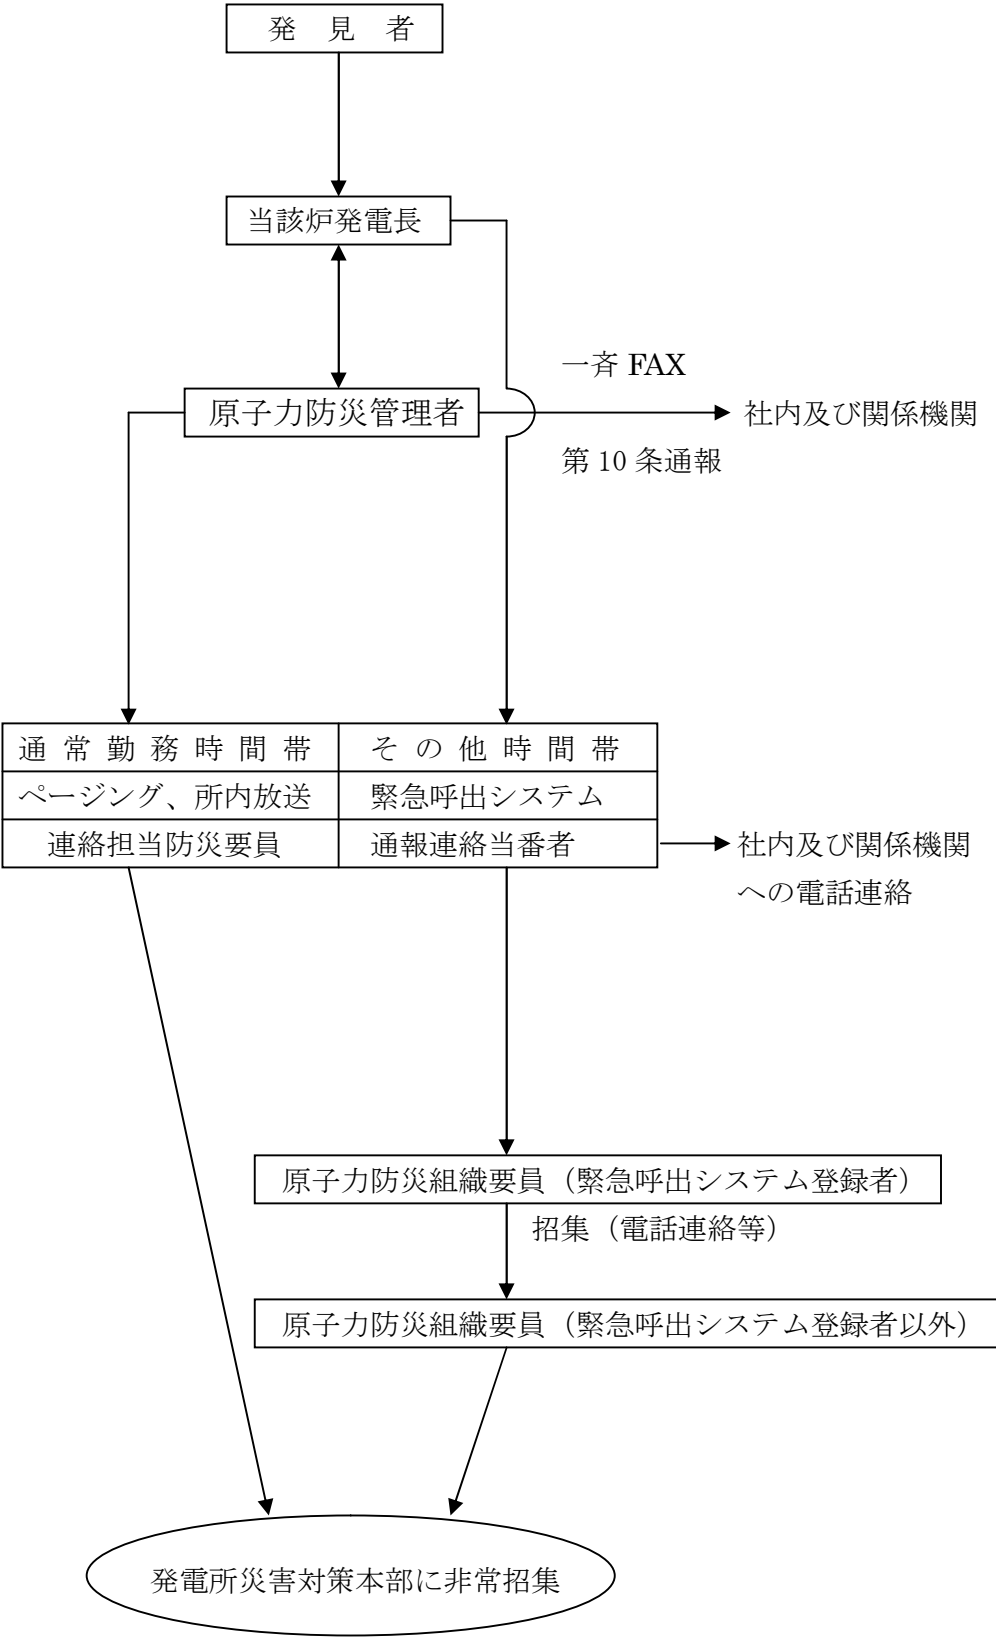 発見者
当該炉発電長
一斉 FAX
原子力防災管理者
社内及び関係機関
第 10 条通報
通常勤務時間帯
その他時間帯
ページング、所内放送
緊急呼出システム
連絡担当防災要員
通報連絡当番者
社内及び関係機関
への電話連絡
原子力防災組織要員（緊急呼出システム登録者）
招集（電話連絡等）
原子力防災組織要員（緊急呼出システム登録者以外）
発電所災害対策本部に非常招集